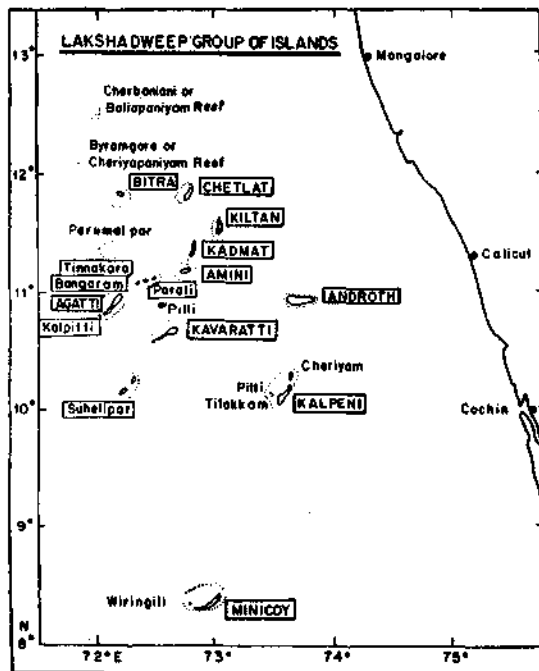 LAKSHADWEEP GROUP OF ISLANDS
13°
Mangalore
Cherbaniani or
Baliapaniyam Reef
Byramgore or
Cheriyapaniyam Reef
12°
BITRA
CHETLAT
KILTAN
Perumel par
KADMAT
Calicut
Tinnakara
AMINI
Bangaram
Parali
11°
AGATTI
Pitti
ANDROTH
Kalpitti
KAVARATTI
Cheriyam
Pitti
Tilakkam
KALPENI
10°
Suheli par
Cochin
9°
Wiringili
MINICOY
N
8°
72°E
73°
74°
75°